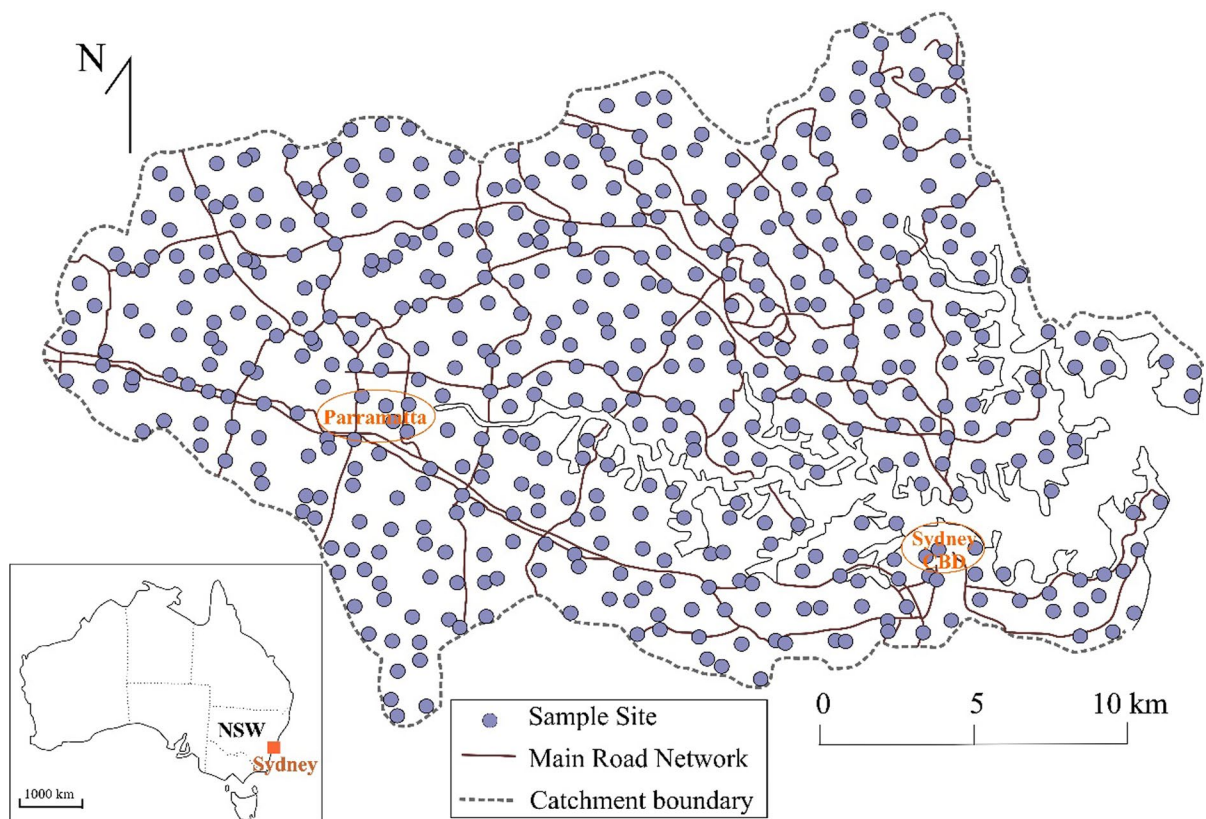 N
Parramatta
Sydney
CBD
NSW
Sydney
1000 km
Sample Site
Main Road Network
Catchment boundary
0 5 10 km